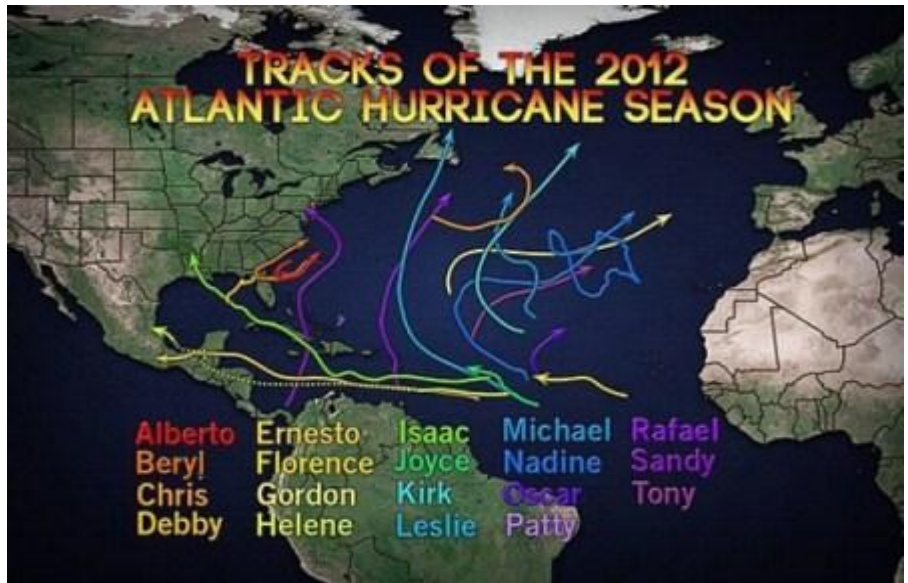 TRACKS OF THE 2012
ATLANTIC HURRICANE SEASON
Alberto
Beryl
Chris
Debby
Ernesto
Florence
Gordon
Helene
Isaac
Joyce
Kirk
Leslie
Michael
Nadine
Oscar
Patty
Rafael
Sandy
Tony